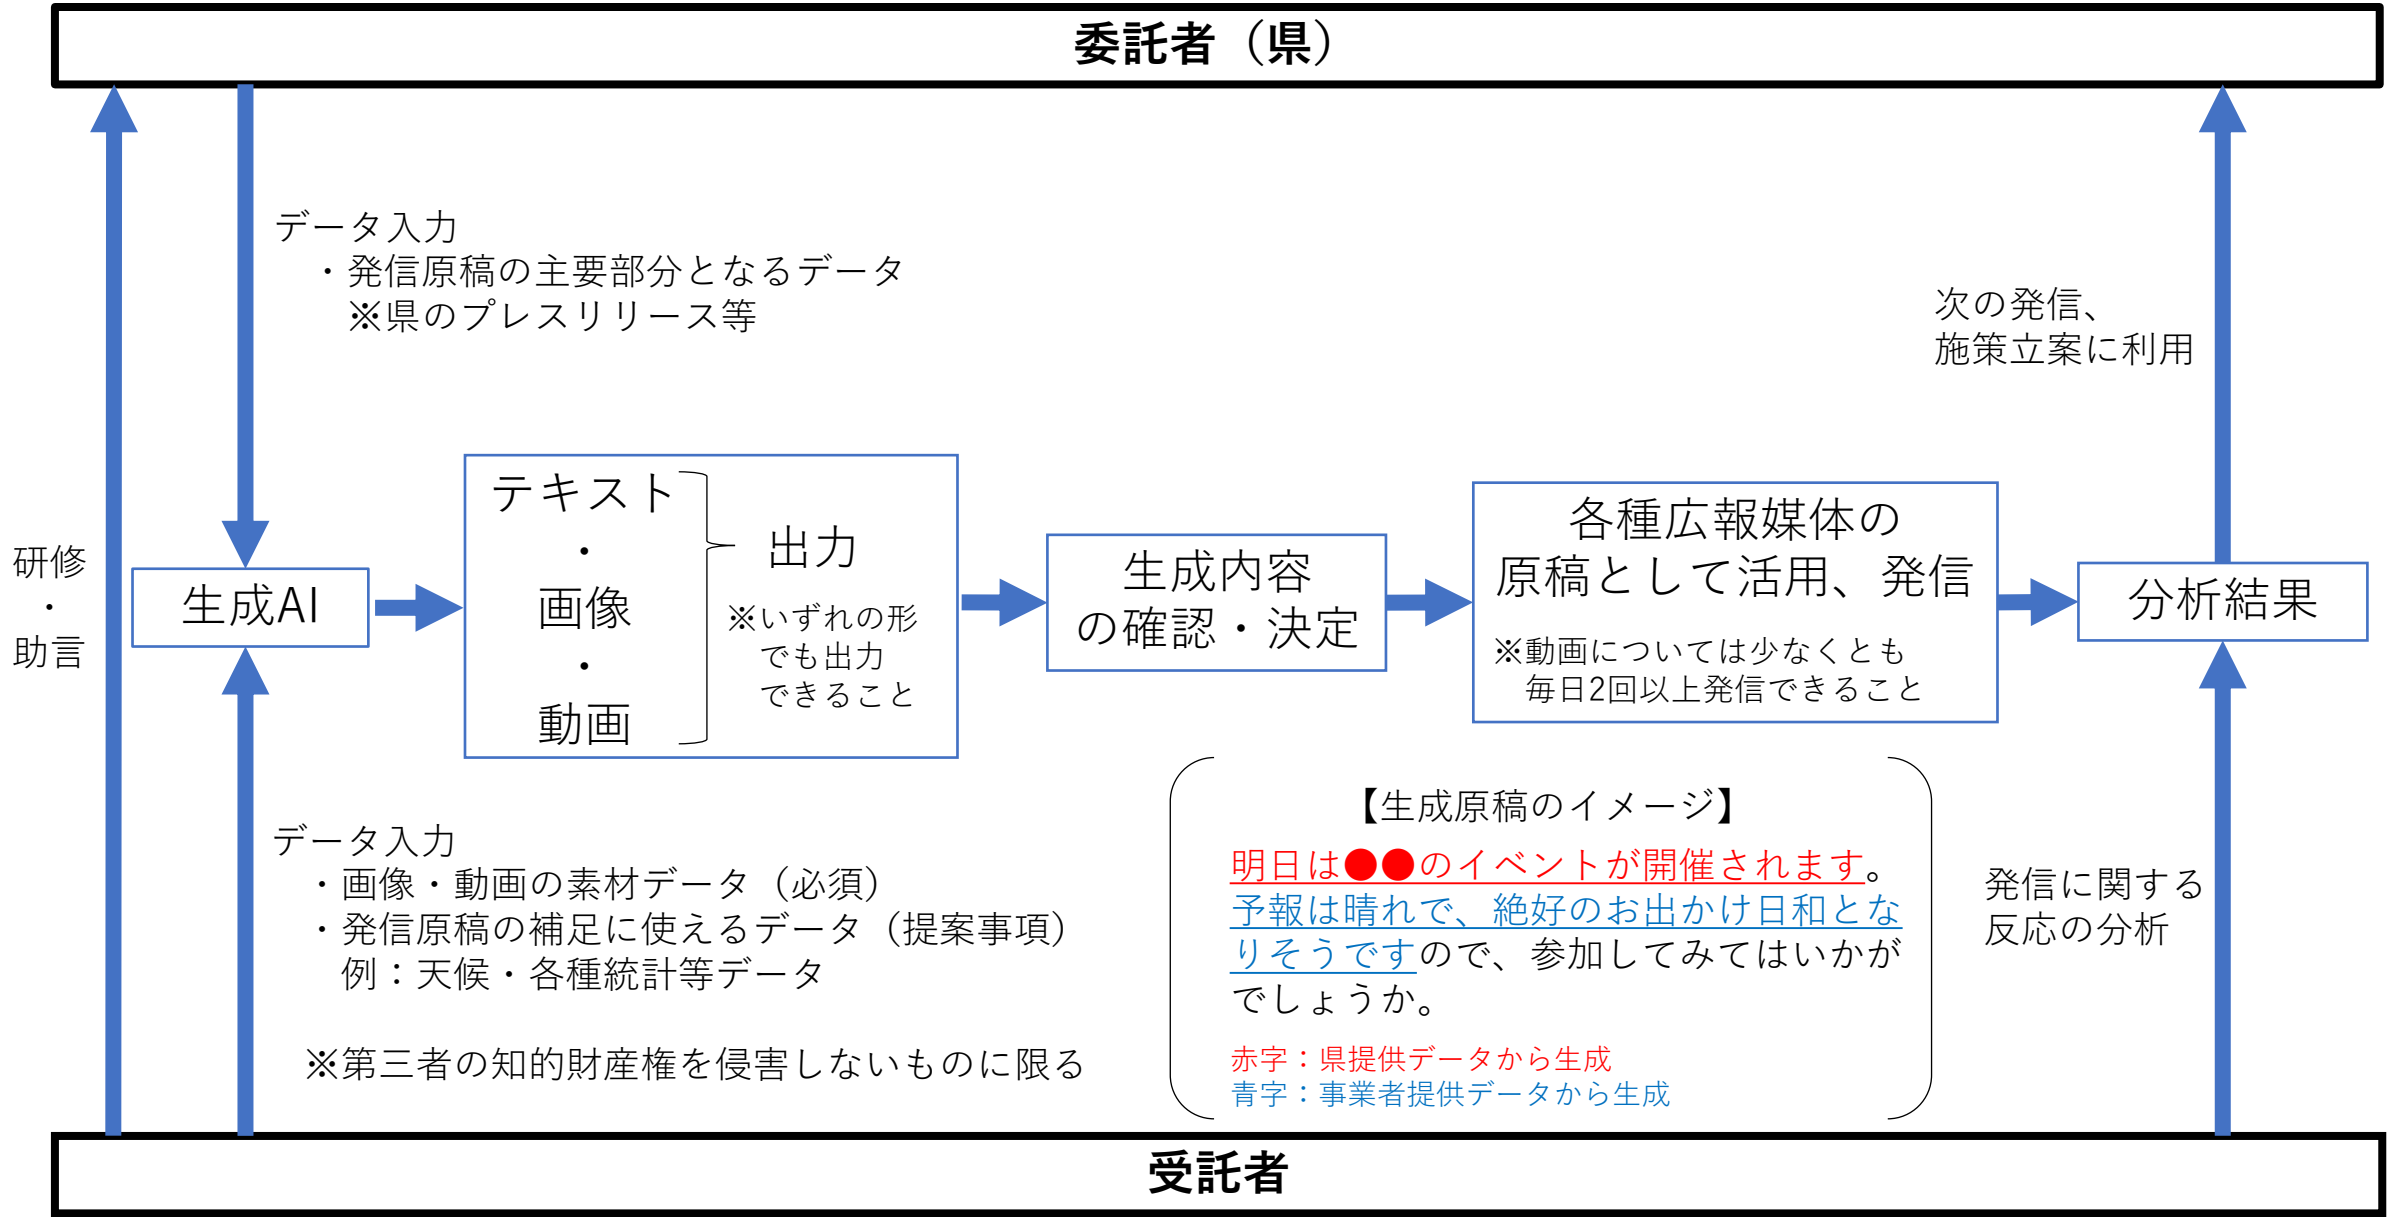 委託者（県）
データ入力
・発信原稿の主要部分となるデータ
※県のプレスリリース等
次の発信、
施策立案に利用
研修
・
助言
生成AI
テキスト
・
画像
・
動画
出力
※いずれの形
でも出力
できること
生成内容
の確認・決定
各種広報媒体の
原稿として活用、発信
※動画については少なくとも
毎日2回以上発信できること
分析結果
データ入力
・画像・動画の素材データ（必須）
・発信原稿の補足に使えるデータ（提案事項）
例：天候・各種統計等データ
※第三者の知的財産権を侵害しないものに限る
【生成原稿のイメージ】
明日は●●のイベントが開催されます。
予報は晴れで、絶好のお出かけ日和とな
りそうですので、参加してみてはいかが
でしょうか。
赤字：県提供データから生成
青字：事業者提供データから生成
発信に関する
反応の分析
受託者